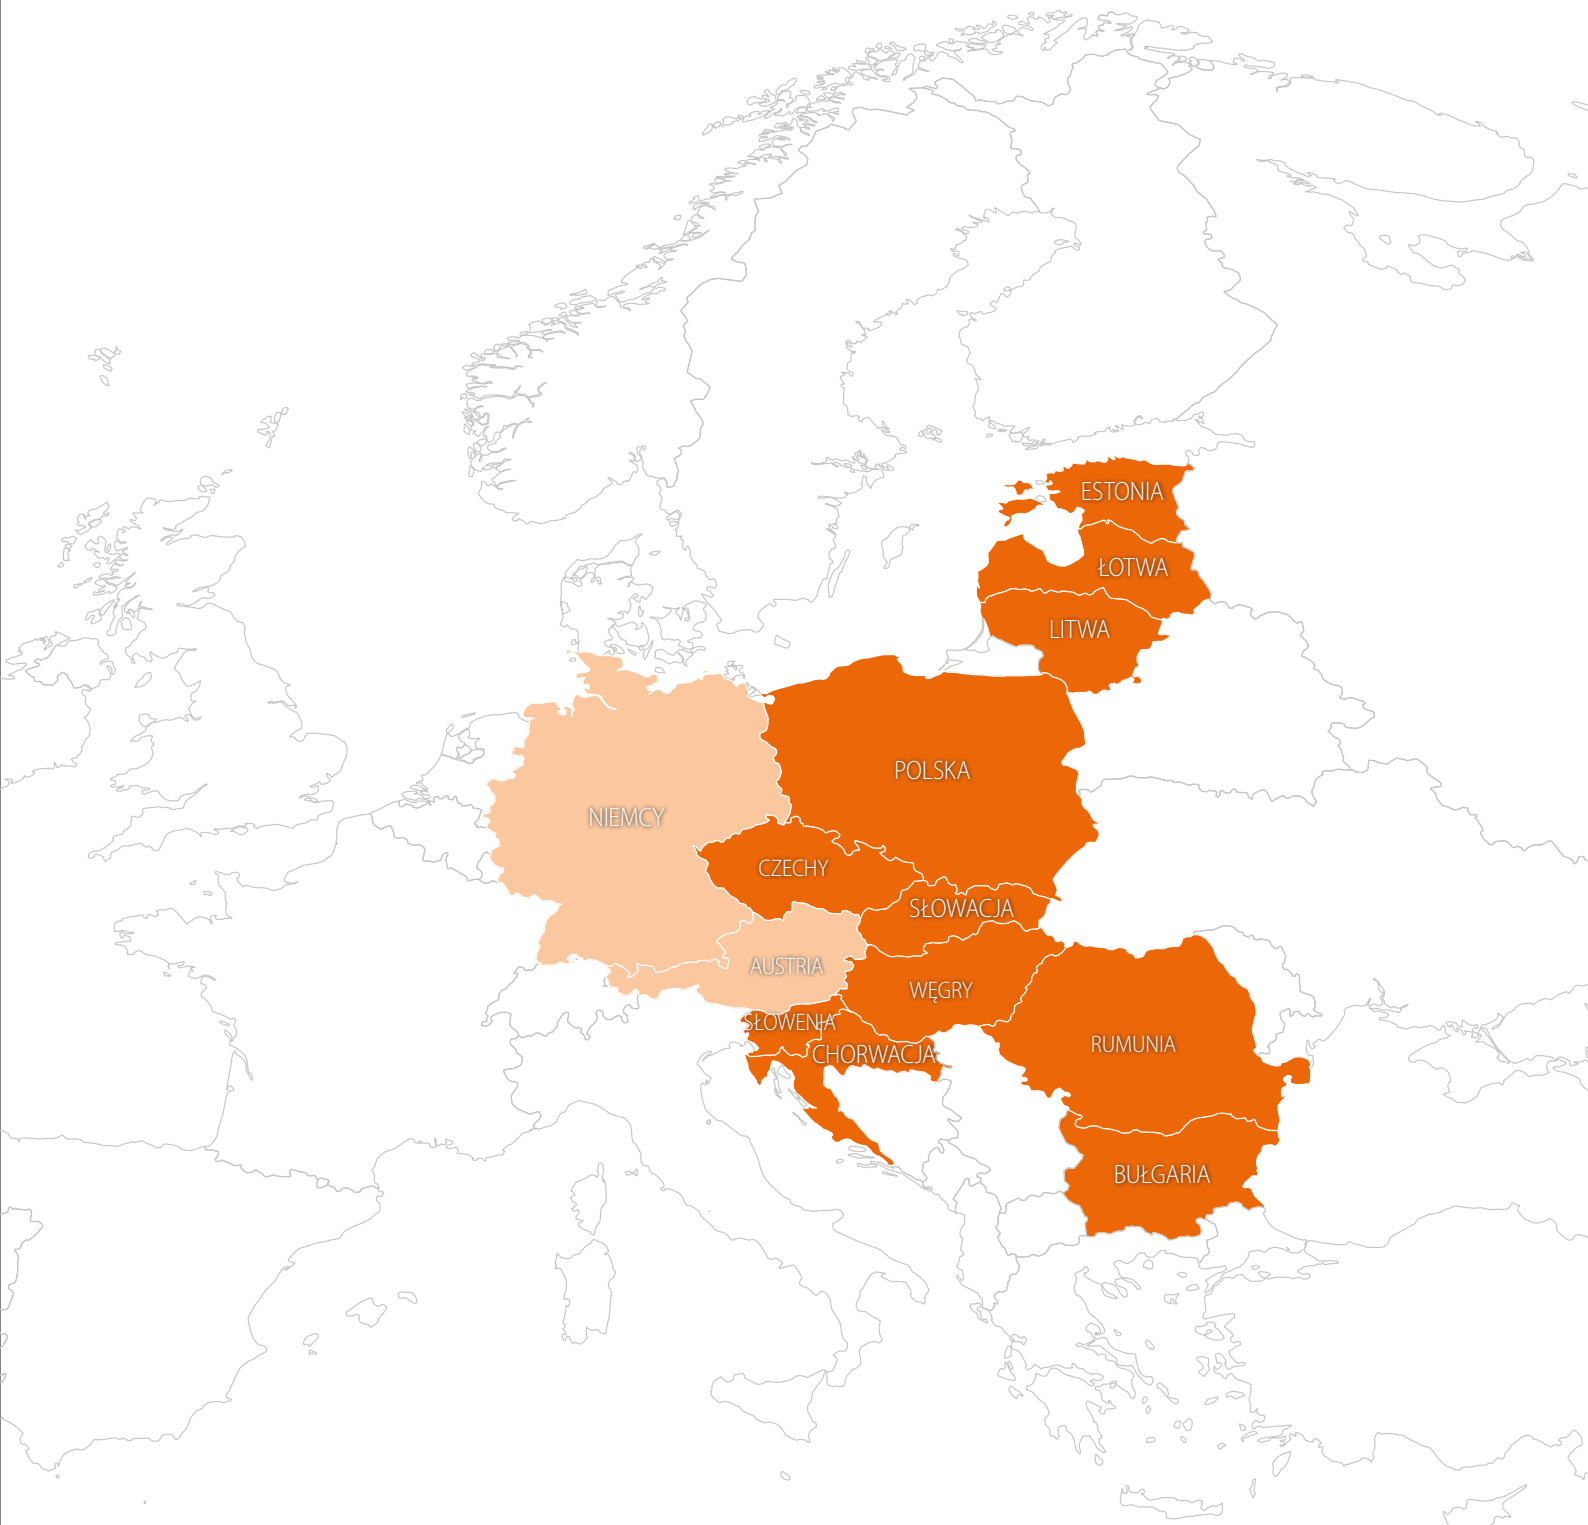 ESTONIA
ŁOTWA
LITWA
POLSKA
NIEMCY
CZECHY
SŁOWACJA
AUSTRIA
WĘGRY
SŁOWENIA
CHORWACJA
RUMUNIA
BUŁGARIA